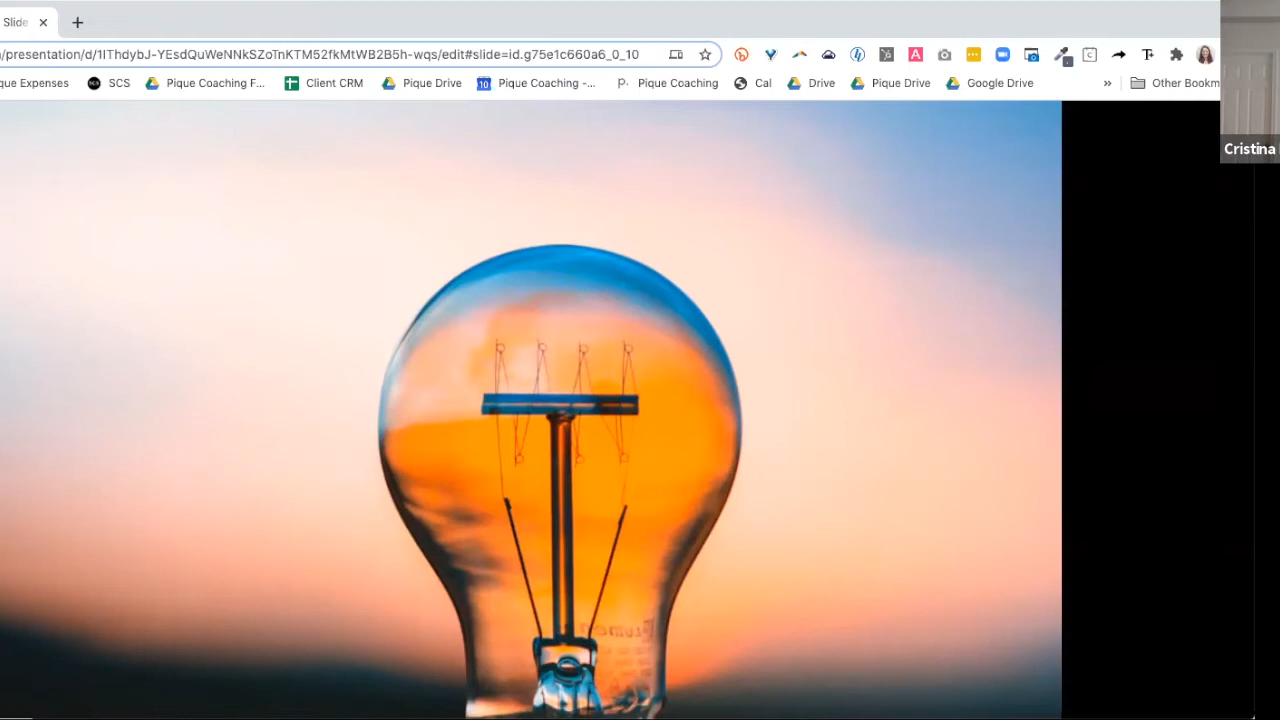 Slide
/presentation/d/1IThdybJ-YEsdQuWeNNkSZoTnKTM52fkMtWB2B5h-wqs/edit#slide=id.g75e1c660a6_0_10
que Expenses SCS Pique Coaching F... Client CRM Pique Drive 10 Pique Coaching -... Pique Coaching Cal Drive Pique Drive Google Drive » Other Bookm
Cristina